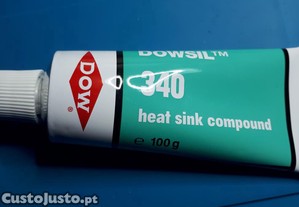 DOWSIL™
340
DOW
heat sink compound
e 100 g
CustoJusto.pt